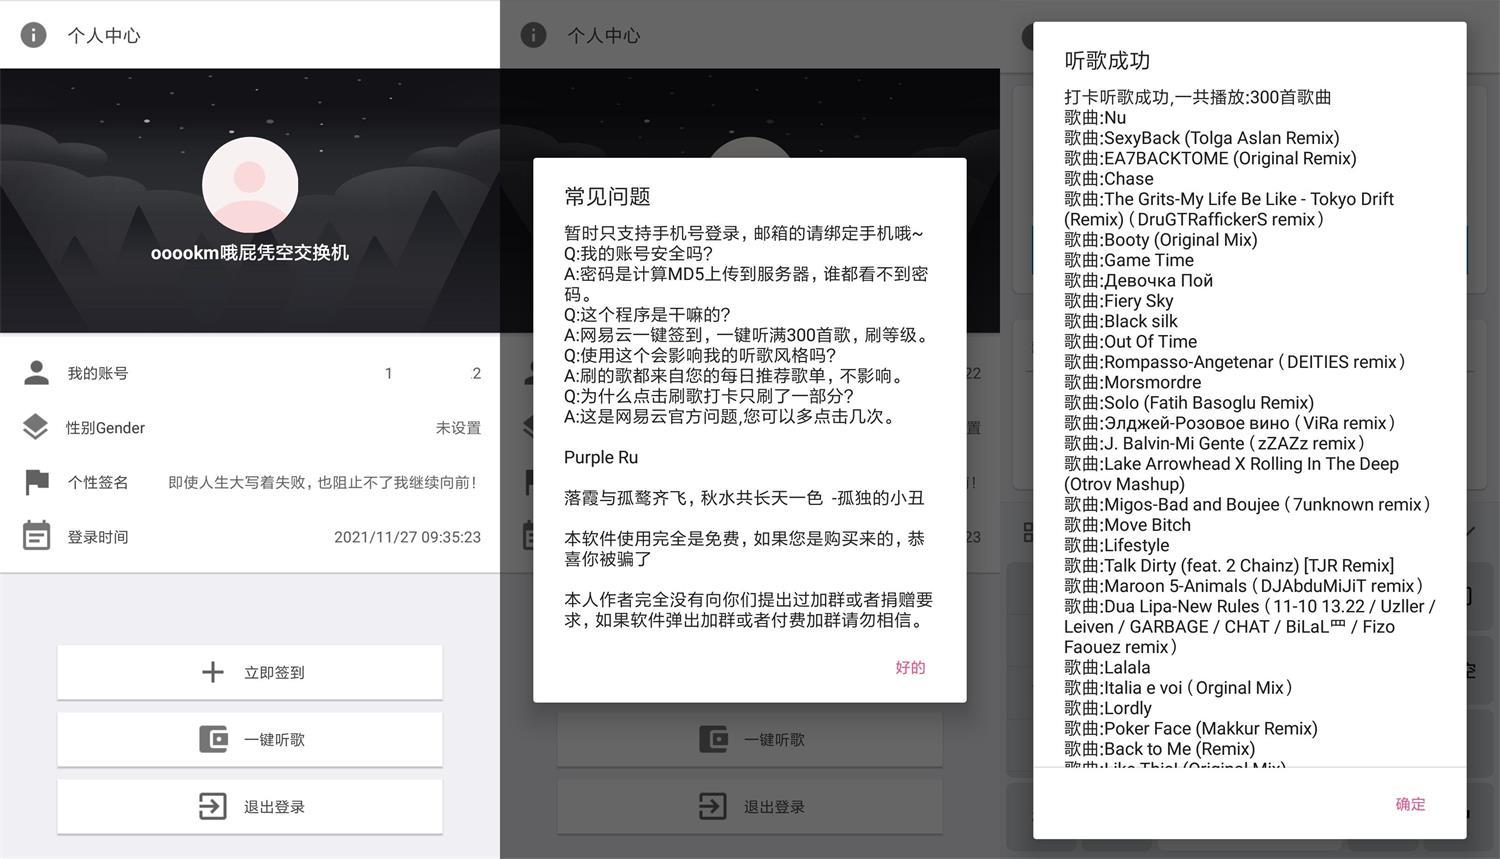 个人中心
ooookm哦屁凭空交换机
我的账号 1 .2
性别Gender 未设置
个性签名 即使人生大写着失败，也阻止不了我继续向前！
登录时间 2021/11/27 09:35:23
立即签到
一键听歌
退出登录
个人中心
常见问题
暂时只支持手机号登录，邮箱的请绑定手机哦~
Q:我的账号安全吗?
A:密码是计算MD5上传到服务器，谁都看不到密
码。
Q:这个程序是干嘛的?
A:网易云一键签到，一键听满300首歌，刷等级。
Q:使用这个会影响我的听歌风格吗?
A:刷的歌都来自您的每日推荐歌单，不影响。
Q:为什么点击刷歌打卡只刷了一部分?
A:这是网易云官方问题,您可以多点击几次。
Purple Ru
落霞与孤鹜齐飞，秋水共长天一色 -孤独的小丑
本软件使用完全是免费，如果您是购买来的，恭
喜你被骗了
本人作者完全没有向你们提出过加群或者捐赠要
求，如果软件弹出加群或者付费加群请勿相信。
好的
22
置
!
23
一键听歌
退出登录
听歌成功
打卡听歌成功,一共播放:300首歌曲
歌曲:Nu
歌曲:SexyBack (Tolga Aslan Remix)
歌曲:EA7BACKTOME (Original Remix)
歌曲:Chase
歌曲:The Grits-My Life Be Like - Tokyo Drift
(Remix)（DruGTRaffickerS remix）
歌曲:Booty (Original Mix)
歌曲:Game Time
歌曲:Девочка Пой
歌曲:Fiery Sky
歌曲:Black silk
歌曲:Out Of Time
歌曲:Rompasso-Angetenar（DEITIES remix）
歌曲:Morsmordre
歌曲:Solo (Fatih Basoglu Remix)
歌曲:Элджей-Розовое вино（ViRa remix）
歌曲:J. Balvin-Mi Gente（zZAZz remix）
歌曲:Lake Arrowhead X Rolling In The Deep
(Otrov Mashup)
歌曲:Migos-Bad and Boujee（7unknown remix）
歌曲:Move Bitch
歌曲:Lifestyle
歌曲:Talk Dirty (feat. 2 Chainz) [TJR Remix]
歌曲:Maroon 5-Animals（DJAbduMiJiT remix）
歌曲:Dua Lipa-New Rules（11-10 13.22 / Uzller /
Leiven / GARBAGE / CHAT / BiLaL罒 / Fizo
Faouez remix）
歌曲:Lalala
歌曲:Italia e voi（Orginal Mix）
歌曲:Lordly
歌曲:Poker Face (Makkur Remix)
歌曲:Back to Me (Remix)
歌曲:Like This! (Original Mix)
确定